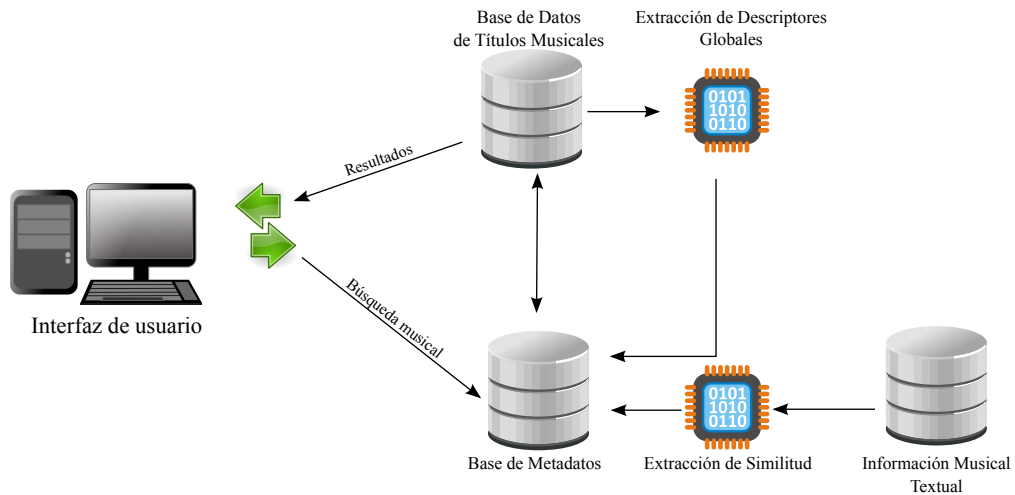 Base de Datos
de Títulos Musicales
Extracción de Descriptores
Globales
0101
1010
0110
Resultados
Búsqueda musical
Interfaz de usuario
0101
1010
0110
Base de Metadatos
Extracción de Similitud
Información Musical
Textual